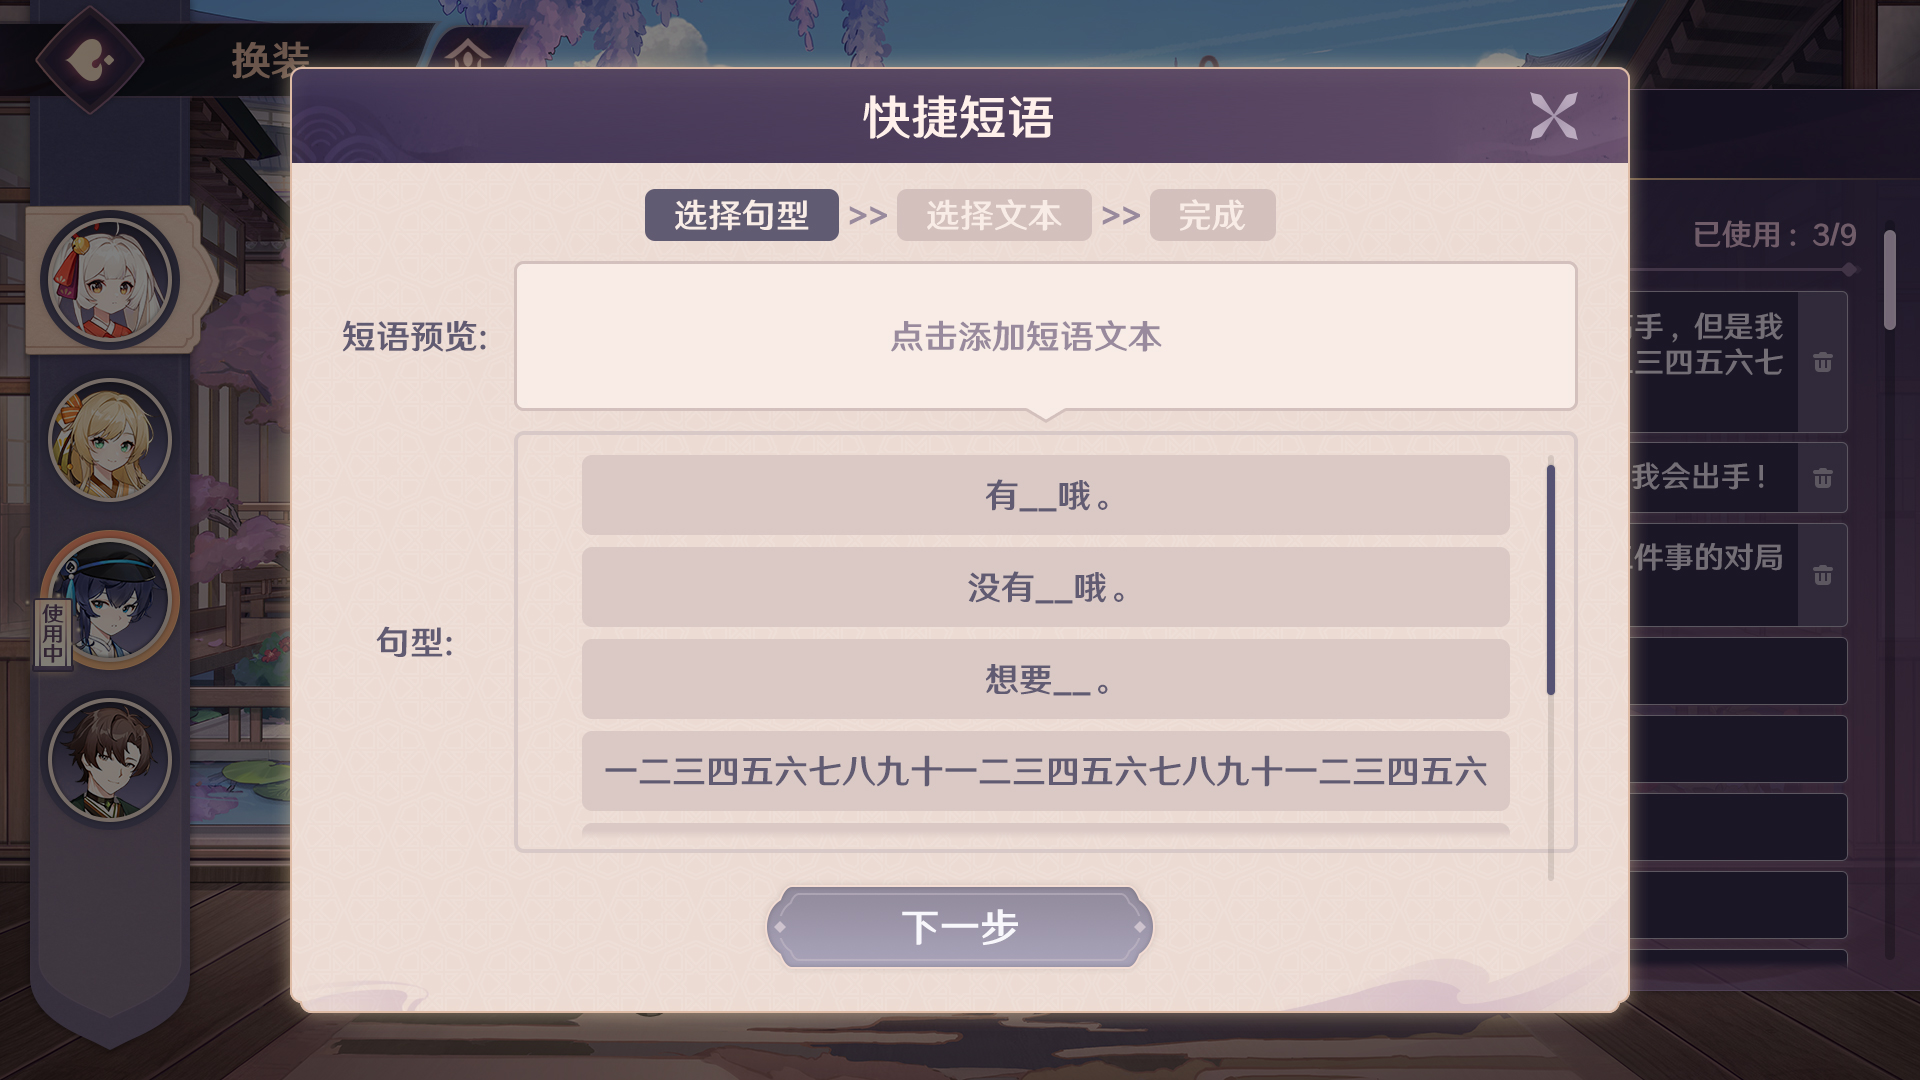 换装
快捷短语
选择句型 >> 选择文本 >> 完成
已使用：3/9
短语预览:
点击添加短语文本
手，但是我
三四五六七
我会出手！
件事的对局
句型:
有__哦。
没有__哦。
想要__。
一二三四五六七八九十一二三四五六七八九十一二三四五六
使用中
下一步